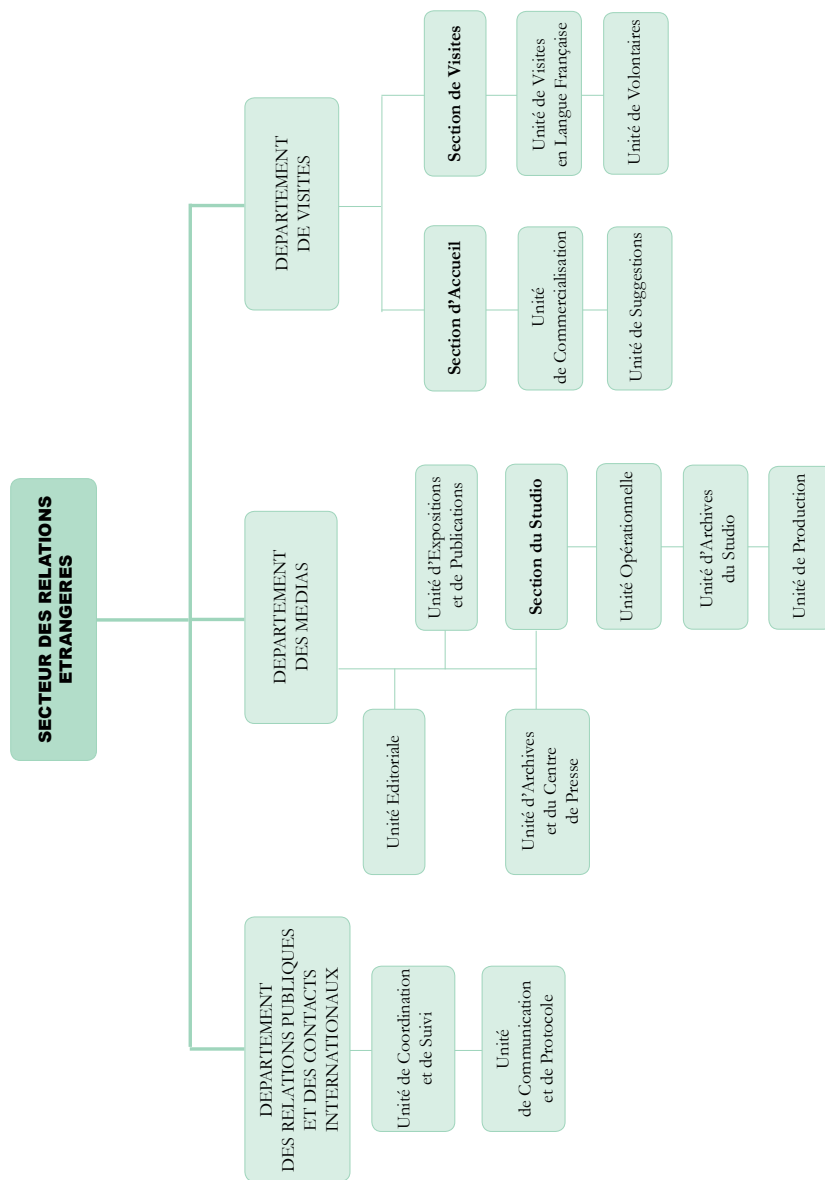 SECTEUR DES RELATIONS
ETRANGERES
DEPARTEMENT
DES RELATIONS PUBLIQUES
ET DES CONTACTS
INTERNATIONAUX
Unité de Coordination
et de Suivi
Unité
de Communication
et de Protocole
DEPARTEMENT
DES MEDIAS
Unité Editoriale
Unité d'Expositions
et de Publications
Unité d'Archives
et du Centre
de Presse
Section du Studio
Unité Opérationnelle
Unité d'Archives
du Studio
Unité de Production
DEPARTEMENT
DE VISITES
Section d'Accueil
Unité
de Commercialisation
Unité de Suggestions
Section de Visites
Unité de Visites
en Langue Française
Unité de Volontaires